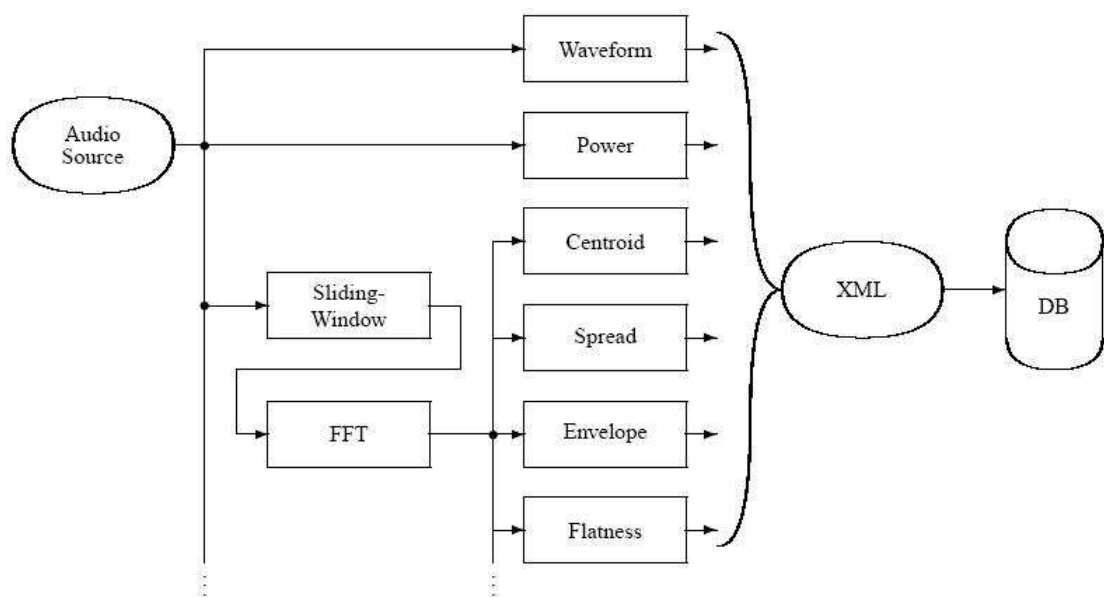 Waveform
Audio
Source
Power
Centroid
Sliding-
Window
XML
DB
Spread
FFT
Envelope
Flatness